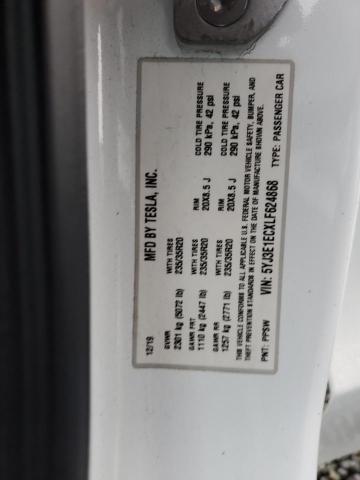 MFD BY TESLA, INC.
12/19
GVWR
2301 kg (5072 lb)
WITH TIRES
235/35R20
RIM
20X8.5 J
COLD TIRE PRESSURE
290 kPa, 42 psi
GAWR FRT
1110 kg (2447 lb)
WITH TIRES
235/35R20
RIM
20X8.5 J
COLD TIRE PRESSURE
290 kPa, 42 psi
GAWR RR
1257 kg (2771 lb)
THIS VEHICLE CONFORMS TO ALL APPLICABLE U.S. FEDERAL MOTOR VEHICLE SAFETY, BUMPER, AND
THEFT PREVENTION STANDARDS IN EFFECT ON THE DATE OF MANUFACTURE SHOWN ABOVE.
VIN: 5YJ3E1ECXLF624868
PNT: PPSW
TYPE: PASSENGER CAR